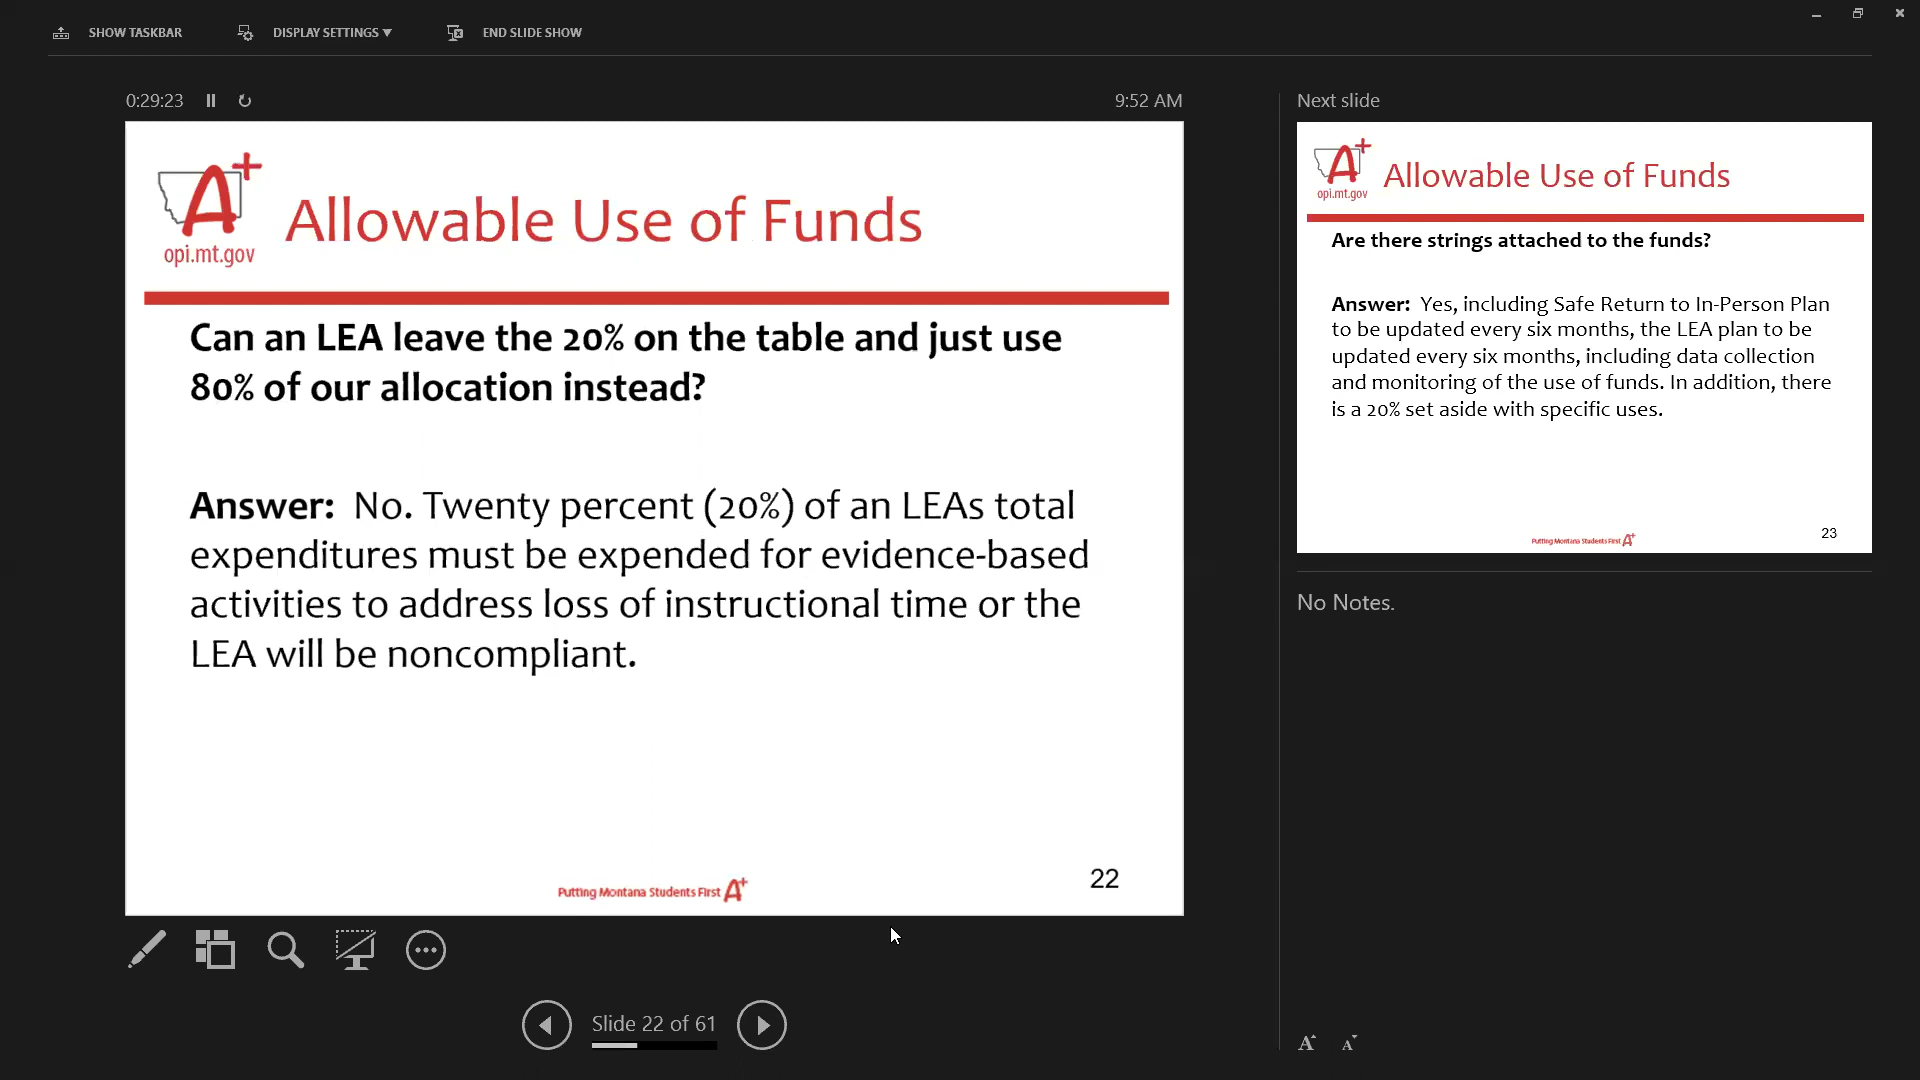 SHOW TASKBAR
DISPLAY SETTINGS ▼
END SLIDE SHOW
0:29:23
9:52 AM
A+
opi.mt.gov
Allowable Use of Funds
Can an LEA leave the 20% on the table and just use
80% of our allocation instead?
Answer: No. Twenty percent (20%) of an LEAs total
expenditures must be expended for evidence-based
activities to address loss of instructional time or the
LEA will be noncompliant.
Putting Montana Students First A+
22
Slide 22 of 61
Next slide
A+
opi.mt.gov
Allowable Use of Funds
Are there strings attached to the funds?
Answer: Yes, including Safe Return to In-Person Plan
to be updated every six months, the LEA plan to be
updated every six months, including data collection
and monitoring of the use of funds. In addition, there
is a 20% set aside with specific uses.
Putting Montana Students First A+
23
No Notes.
A A